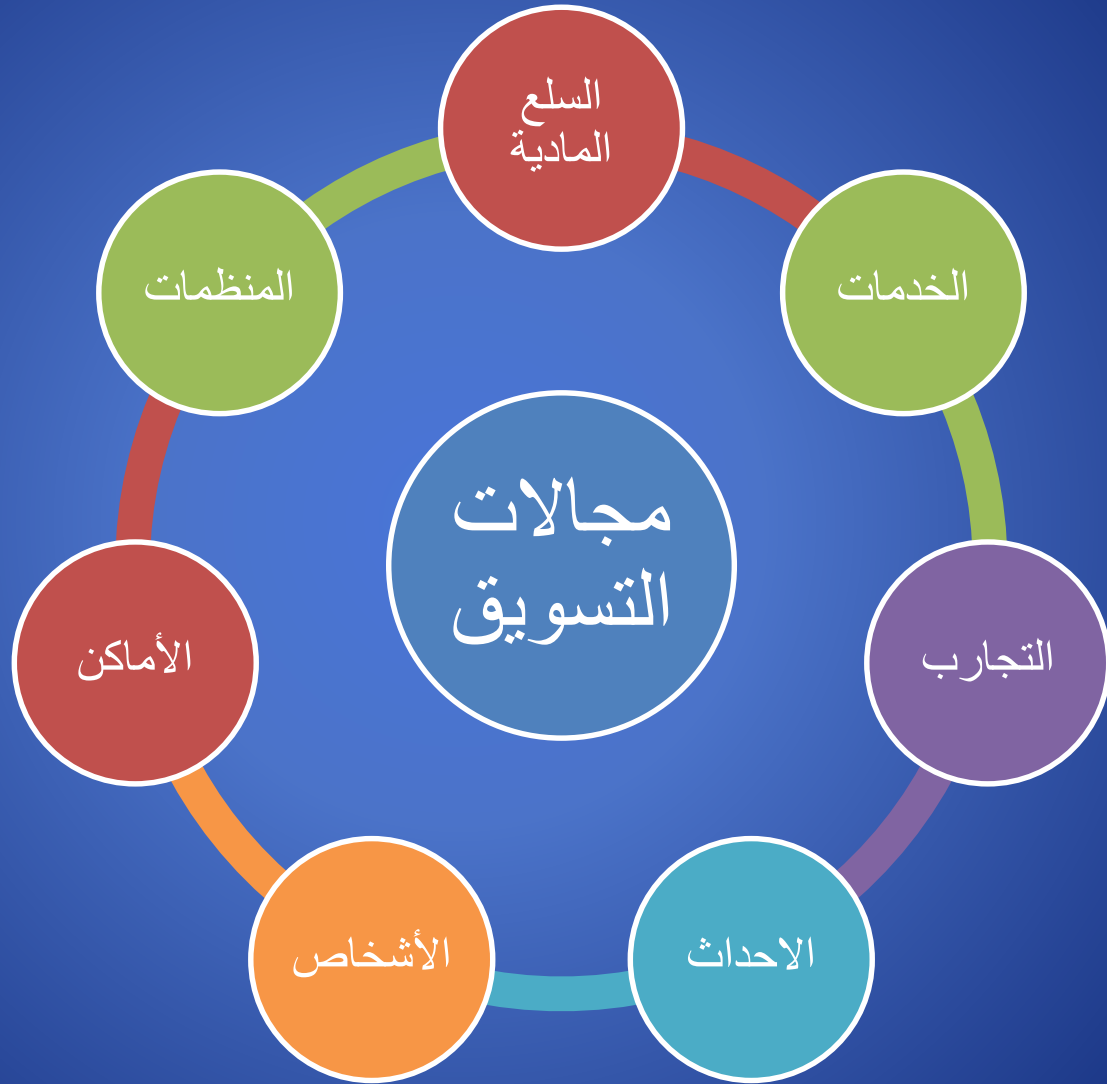 مجالات
التسويق
السلع
المادية
الخدمات
التجارب
الاحداث
الأشخاص
الأماكن
المنظمات